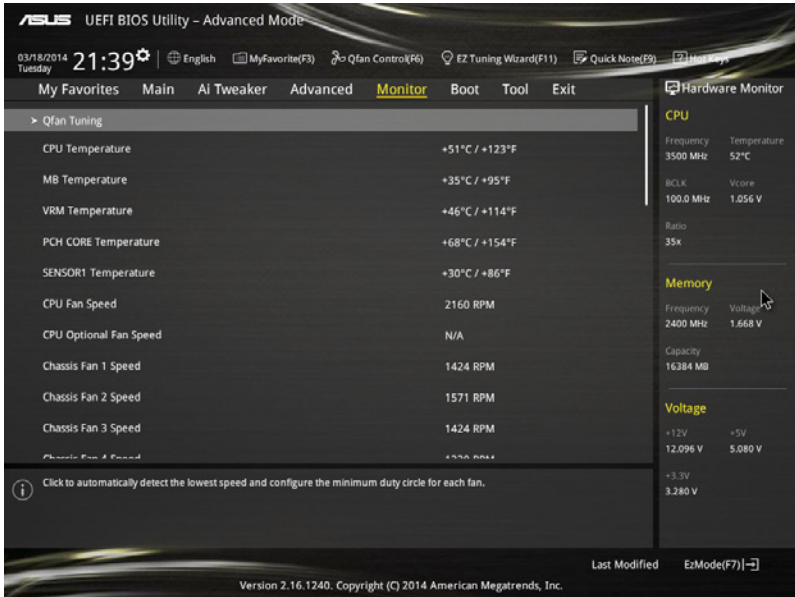 ASUS UEFI BIOS Utility – Advanced Mode
03/18/2014 Tuesday 21:39 English MyFavorite(F3) Qfan Control(F6) EZ Tuning Wizard(F11) Quick Note(F9) Hot Keys
My Favorites Main Ai Tweaker Advanced Monitor Boot Tool Exit
> Qfan Tuning
CPU Temperature +51°C / +123°F
MB Temperature +35°C / +95°F
VRM Temperature +46°C / +114°F
PCH CORE Temperature +68°C / +154°F
SENSOR1 Temperature +30°C / +86°F
CPU Fan Speed 2160 RPM
CPU Optional Fan Speed N/A
Chassis Fan 1 Speed 1424 RPM
Chassis Fan 2 Speed 1571 RPM
Chassis Fan 3 Speed 1424 RPM
Chassis Fan 4 Speed
Click to automatically detect the lowest speed and configure the minimum duty circle for each fan.
Hardware Monitor
CPU
Frequency Temperature
3500 MHz 52°C
BCLK Vcore
100.0 MHz 1.056 V
Ratio
35x
Memory
Frequency Voltage
2400 MHz 1.668 V
Capacity
16384 MB
Voltage
+12V +5V
12.096 V 5.080 V
+3.3V
3.280 V
Last Modified EzMode(F7)
Version 2.16.1240. Copyright (C) 2014 American Megatrends, Inc.